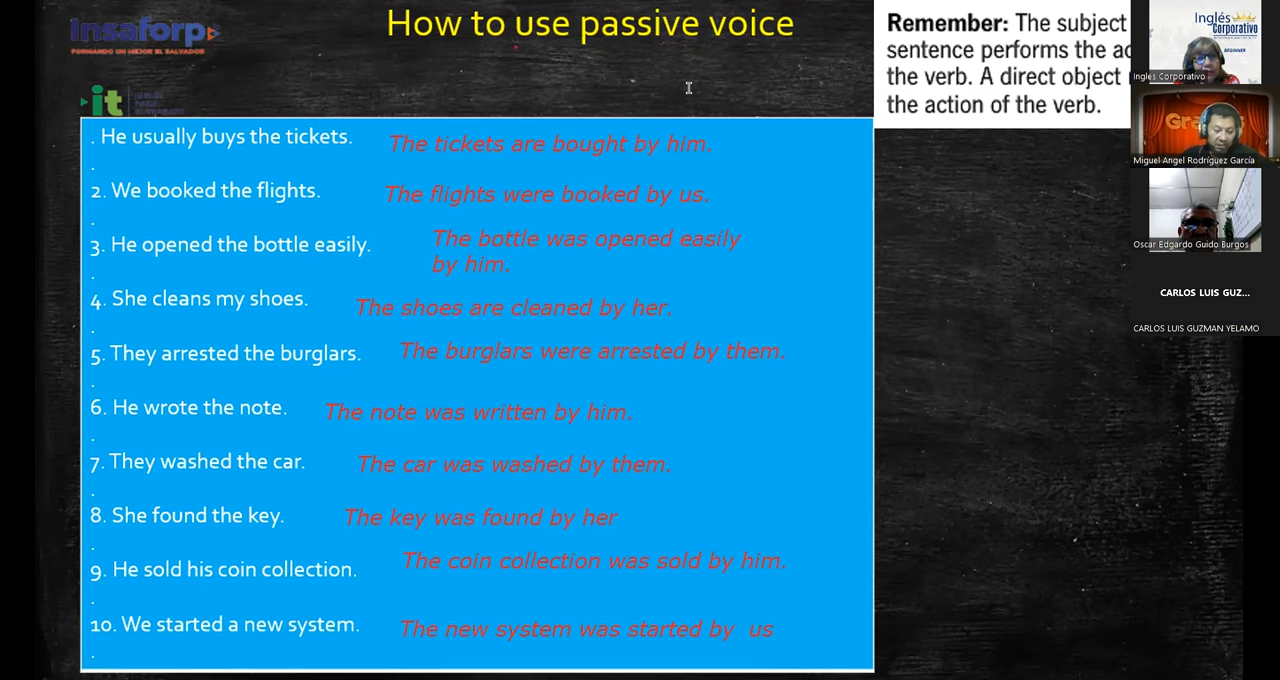 How to use passive voice
Insaforp
FORMANDO UN MEJOR EL SALVADOR
it
Remember: The subject
sentence performs the ac
the verb. A direct object
the action of the verb.
. He usually buys the tickets. The tickets are bought by him.
.
2. We booked the flights. The flights were booked by us.
.
3. He opened the bottle easily. The bottle was opened easily
by him.
.
4. She cleans my shoes. The shoes are cleaned by her.
.
5. They arrested the burglars. The burglars were arrested by them.
.
6. He wrote the note. The note was written by him.
.
7. They washed the car. The car was washed by them.
.
8. She found the key. The key was found by her
.
9. He sold his coin collection. The coin collection was sold by him.
.
10. We started a new system. The new system was started by us
.
Inglés
Corporativo
BEGINNER
Ingles Corporativo
Gra
Miguel Angel Rodríguez García
Oscar Edgardo Guido Burgos
CARLOS LUIS GUZ...
CARLOS LUIS GUZMAN YELAMO